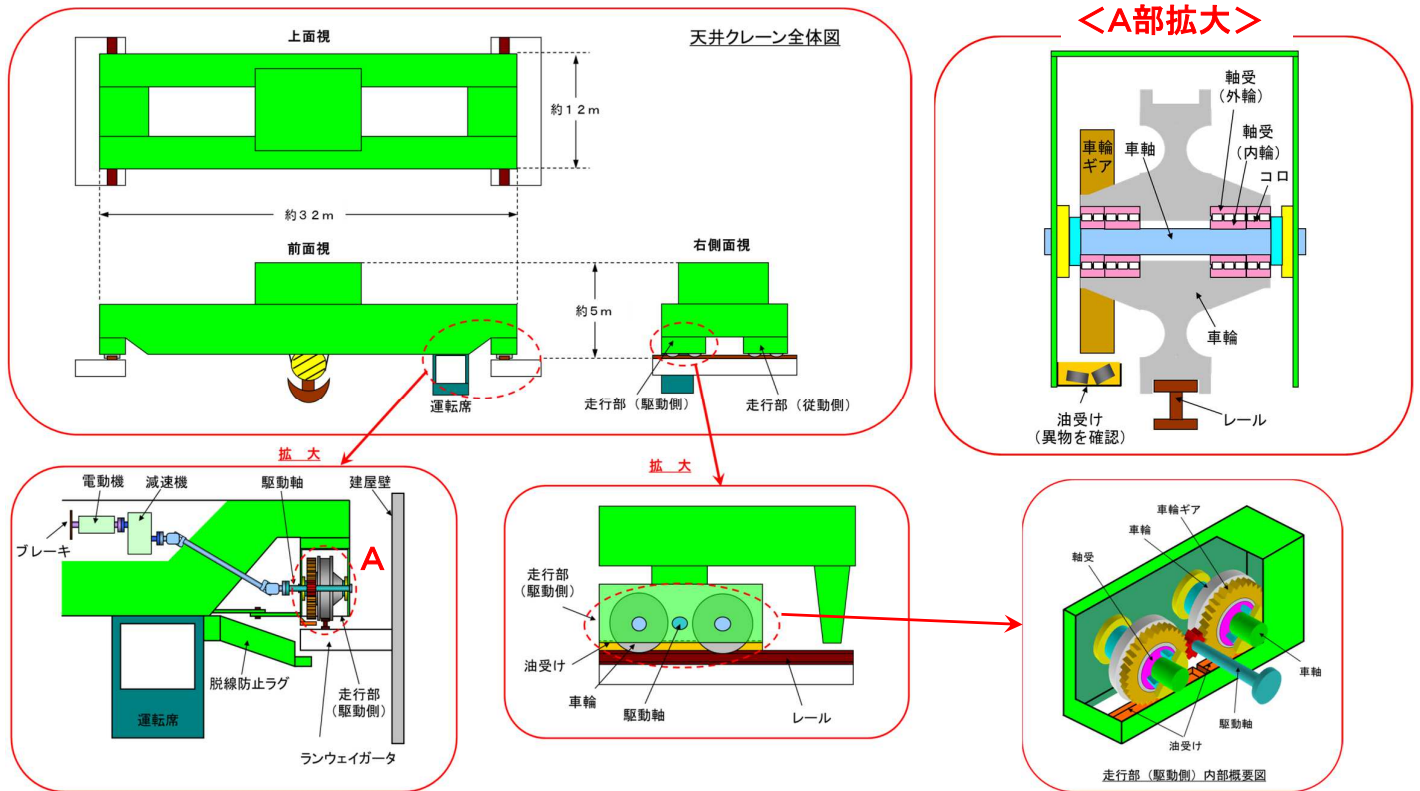 天井クレーン全体図
上面視
約12m
約32m
前面視
右側面視
約5m
運転席
走行部(駆動側)
走行部(従動側)
<A部拡大>
軸受
(外輪)
軸受
(内輪)
コロ
車輪
ギア
車軸
車輪
油受け
(異物を確認)
レール
拡 大
拡 大
電動機
減速機
駆動軸
建屋壁
ブレーキ
A
脱線防止ラグ
走行部
(駆動側)
運転席
ランウェイガータ
走行部
(駆動側)
油受け
車輪
駆動軸
レール
車輪ギア
車輪
軸受
車軸
駆動軸
油受け
走行部(駆動側)内部概要図